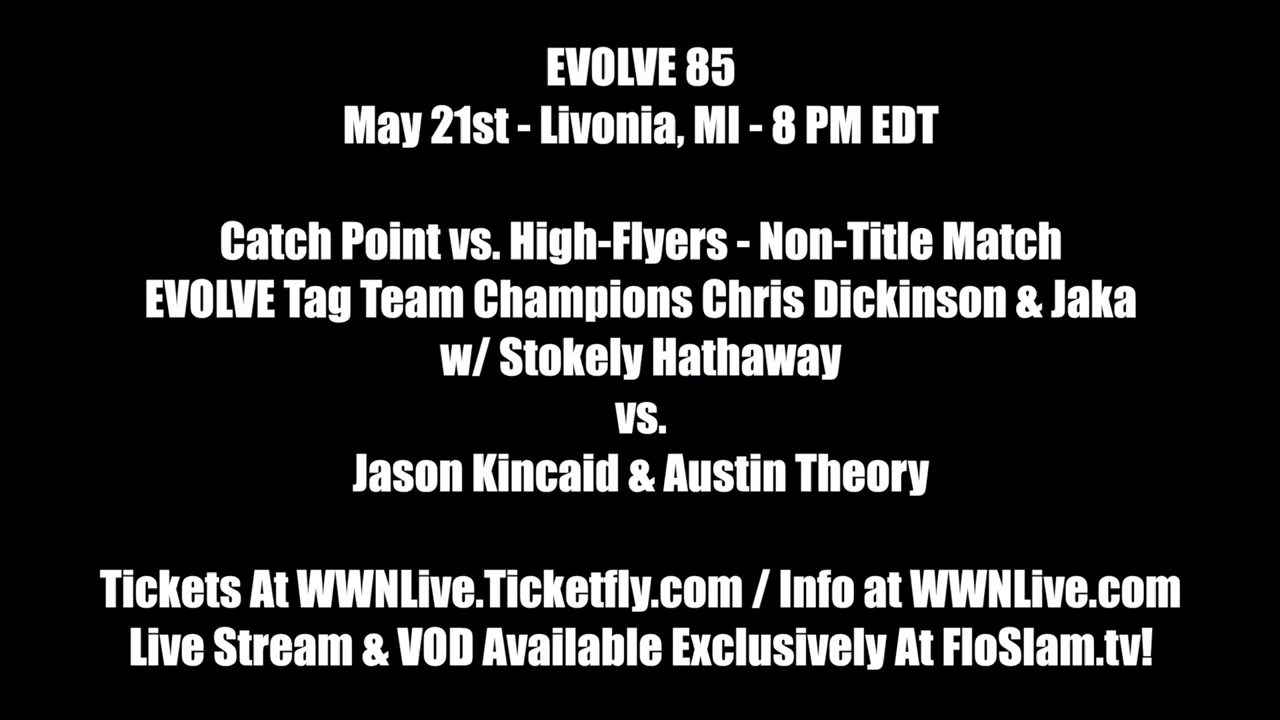 EVOLVE 85
May 21st - Livonia, MI - 8 PM EDT
Catch Point vs. High-Flyers - Non-Title Match
EVOLVE Tag Team Champions Chris Dickinson & Jaka
w/ Stokely Hathaway
vs.
Jason Kincaid & Austin Theory
Tickets At WWNLive.Ticketfly.com / Info at WWNLive.com
Live Stream & VOD Available Exclusively At FloSlam.tv!